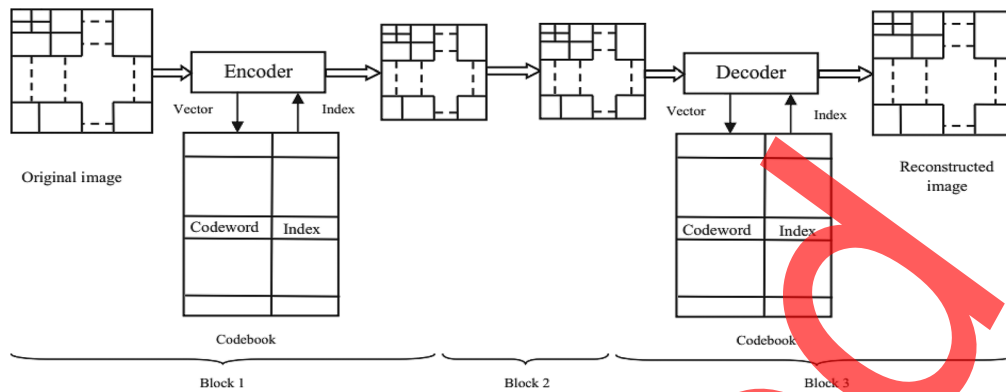 Encoder
Decoder
Vector
Index
Vector
Index
Original image
Reconstructed
image
Codeword
Index
Codeword
Index
Codebook
Codebook
Block 1
Block 2
Block 3